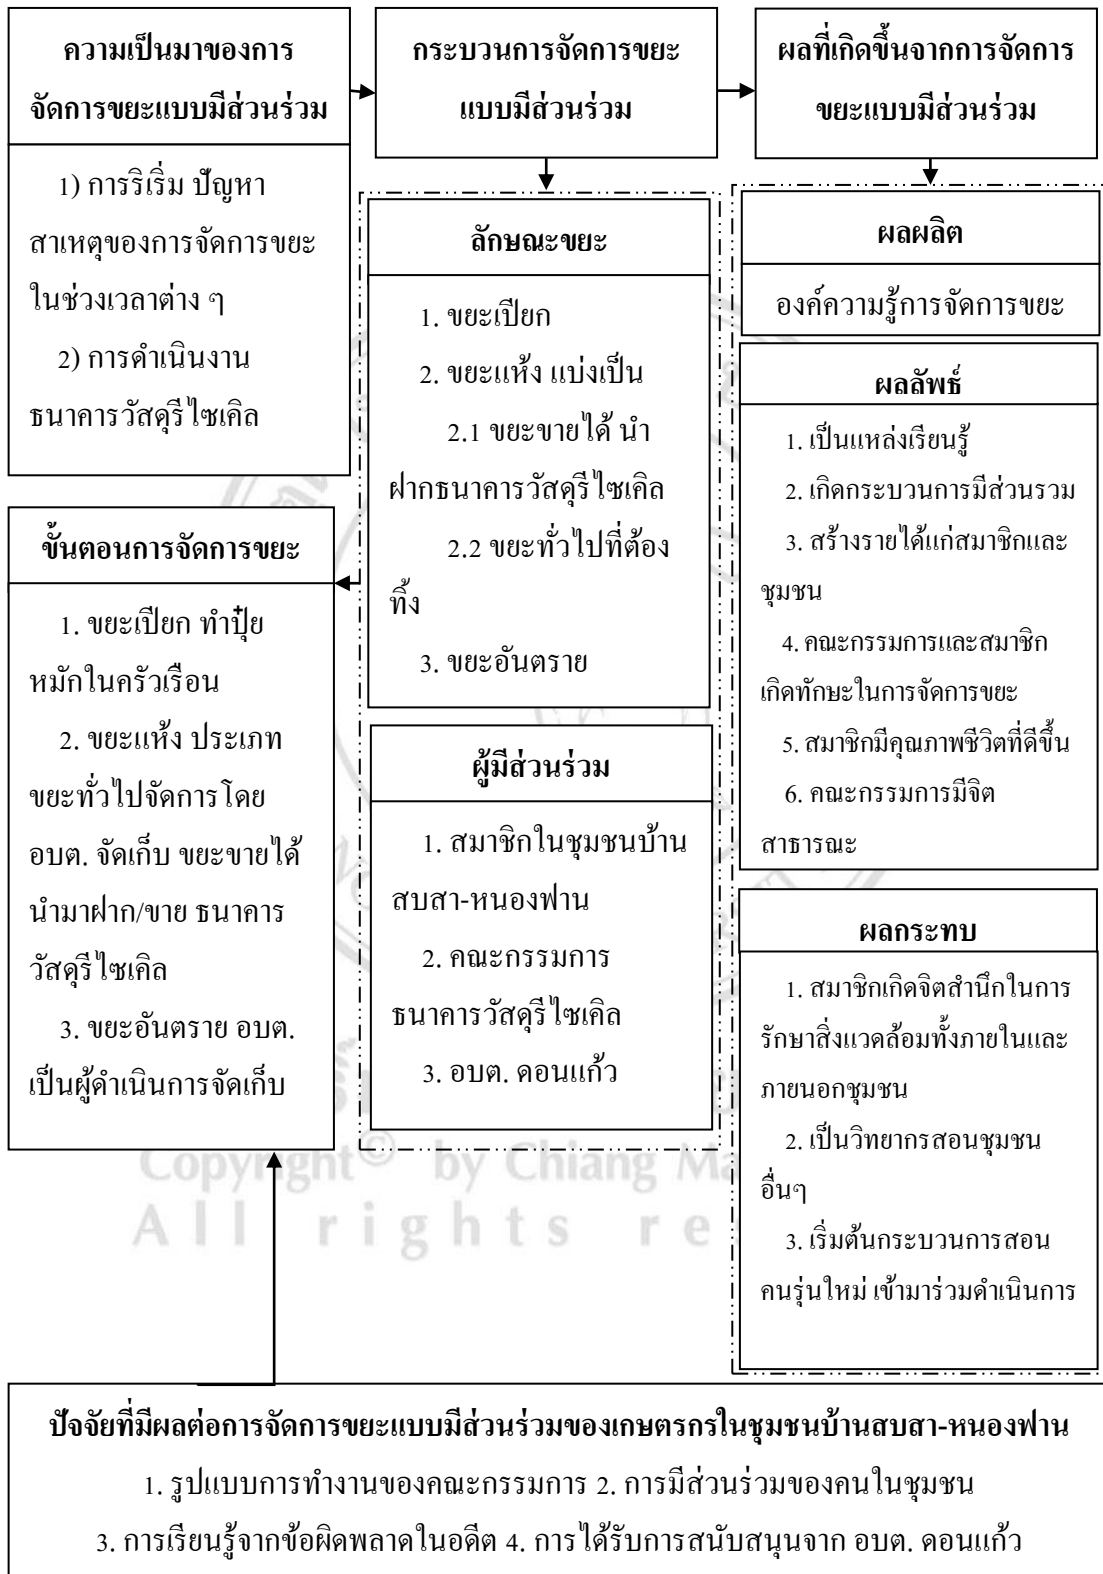 ความเป็นมาของการ
จัดการขยะแบบมีส่วนร่วม
1) การริเริ่ม ปัญหา
สาเหตุของการจัดการขยะ
ในช่วงเวลาต่าง ๆ
2) การดำเนินงาน
ธนาคารวัสดุรีไซเคิล
กระบวนการจัดการขยะ
แบบมีส่วนร่วม
ผลที่เกิดขึ้นจากการจัดการ
ขยะแบบมีส่วนร่วม
ลักษณะขยะ
1. ขยะเปียก
2. ขยะแห้ง แบ่งเป็น
2.1 ขยะขายได้ นำ
ฝากธนาคารวัสดุรีไซเคิล
2.2 ขยะทั่วไปที่ต้อง
ทิ้ง
3. ขยะอันตราย
ผู้มีส่วนร่วม
1. สมาชิกในชุมชนบ้าน
สบสา-หนองฟาน
2. คณะกรรมการ
ธนาคารวัสดุรีไซเคิล
3. อบต. ดอนแก้ว
ขั้นตอนการจัดการขยะ
1. ขยะเปียก ทำปุ๋ย
หมักในครัวเรือน
2. ขยะแห้ง ประเภท
ขยะทั่วไปจัดการโดย
อบต. จัดเก็บ ขยะขายได้
นำมาฝาก/ขาย ธนาคาร
วัสดุรีไซเคิล
3. ขยะอันตราย อบต.
เป็นผู้ดำเนินการจัดเก็บ
ผลผลิต
องค์ความรู้การจัดการขยะ
ผลลัพธ์
1. เป็นแหล่งเรียนรู้
2. เกิดกระบวนการมีส่วนรวม
3. สร้างรายได้แก่สมาชิกและ
ชุมชน
4. คณะกรรมการและสมาชิก
เกิดทักษะในการจัดการขยะ
5. สมาชิกมีคุณภาพชีวิตที่ดีขึ้น
6. คณะกรรมการมีจิต
สาธารณะ
ผลกระทบ
1. สมาชิกเกิดจิตสำนึกในการ
รักษาสิ่งแวดล้อมทั้งภายในและ
ภายนอกชุมชน
2. เป็นวิทยากรสอนชุมชน
อื่นๆ
3. เริ่มต้นกระบวนการสอน
คนรุ่นใหม่ เข้ามาร่วมดำเนินการ
Copyright© by Chiang Ma
All rights re
ปัจจัยที่มีผลต่อการจัดการขยะแบบมีส่วนร่วมของเกษตรกรในชุมชนบ้านสบสา-หนองฟาน
1. รูปแบบการทำงานของคณะกรรมการ 2. การมีส่วนร่วมของคนในชุมชน
3. การเรียนรู้จากข้อผิดพลาดในอดีต 4. การได้รับการสนับสนุนจาก อบต. ดอนแก้ว